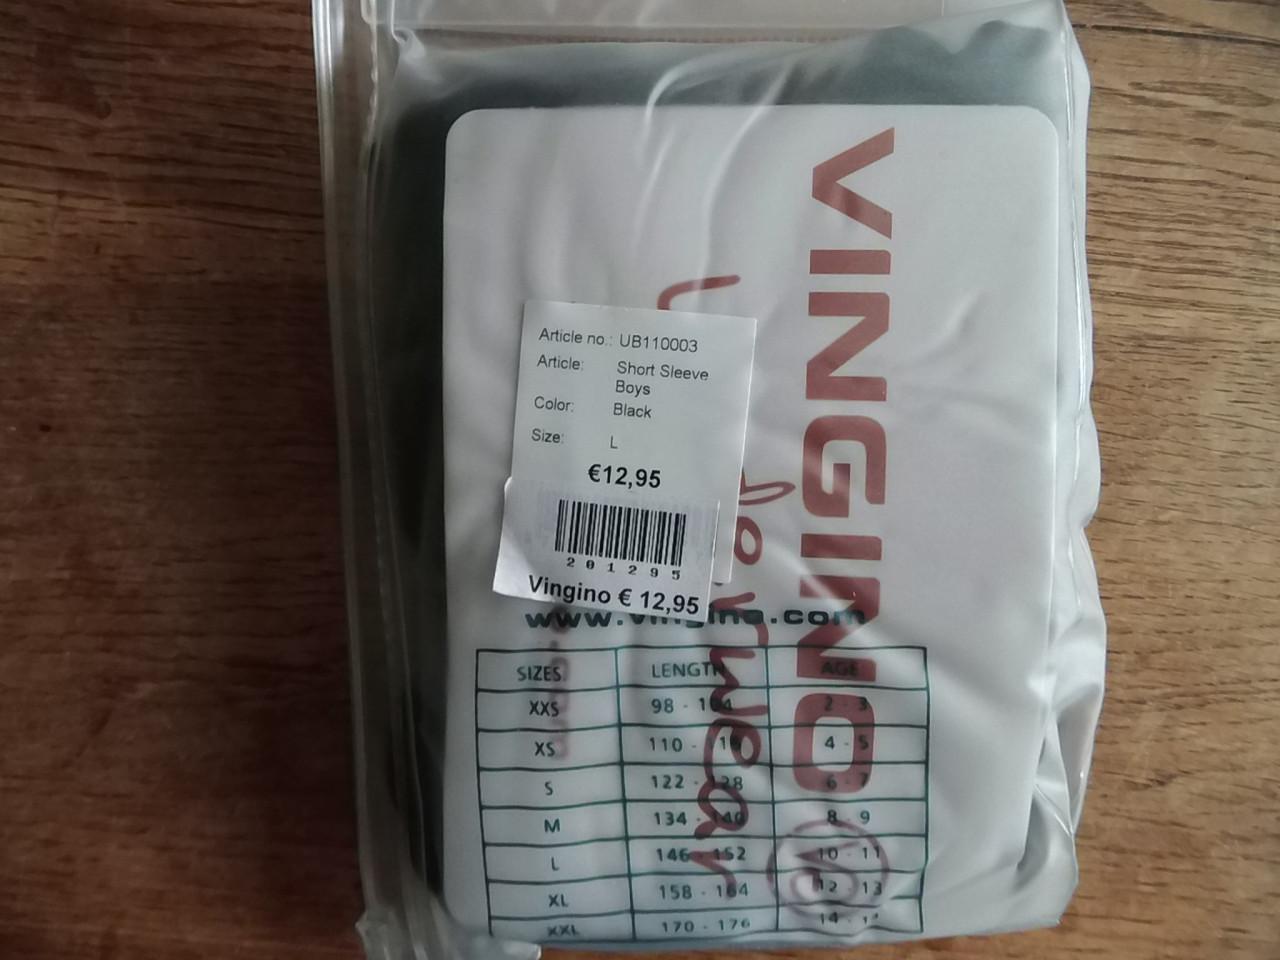 VINGINO
Article no.: UB110003
Article: Short Sleeve
Boys
Color: Black
Size: L
€12,95
201295
Vingino € 12,95
www.vingino.com
SIZES LENGTH AGE
XXS 98 - 104 2 - 3
XS 110 - 116 4 - 5
S 122 - 128 6 - 7
M 134 - 140 8 - 9
L 146 - 152 10 - 11
XL 158 - 164 12 - 13
XXL 170 - 176 14 -